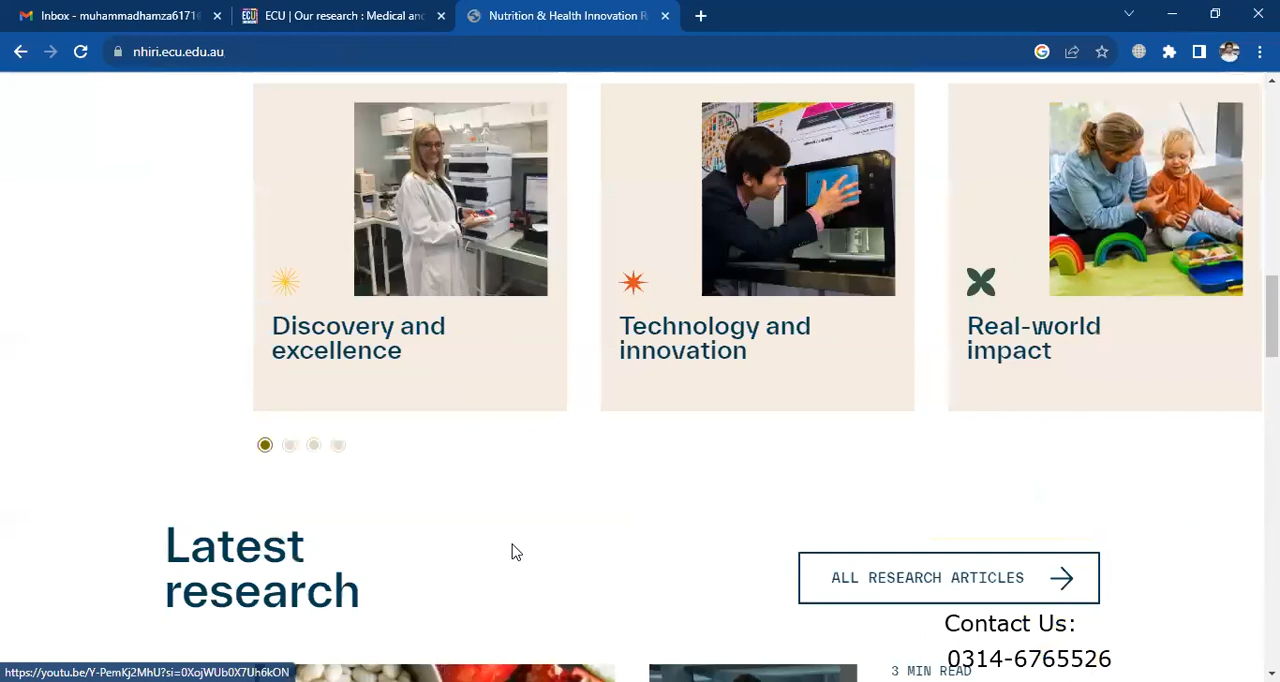 Inbox - muhammadhamza6171
ECU | Our research : Medical and
Nutrition & Health Innovation R
nhiri.ecu.edu.au
Discovery and
excellence
Technology and
innovation
Real-world
impact
Latest
research
ALL RESEARCH ARTICLES
Contact Us:
0314-6765526
3 MIN READ
https://youtu.be/Y-PemKj2MhU?si=0XojWUb0X7Uh6kON